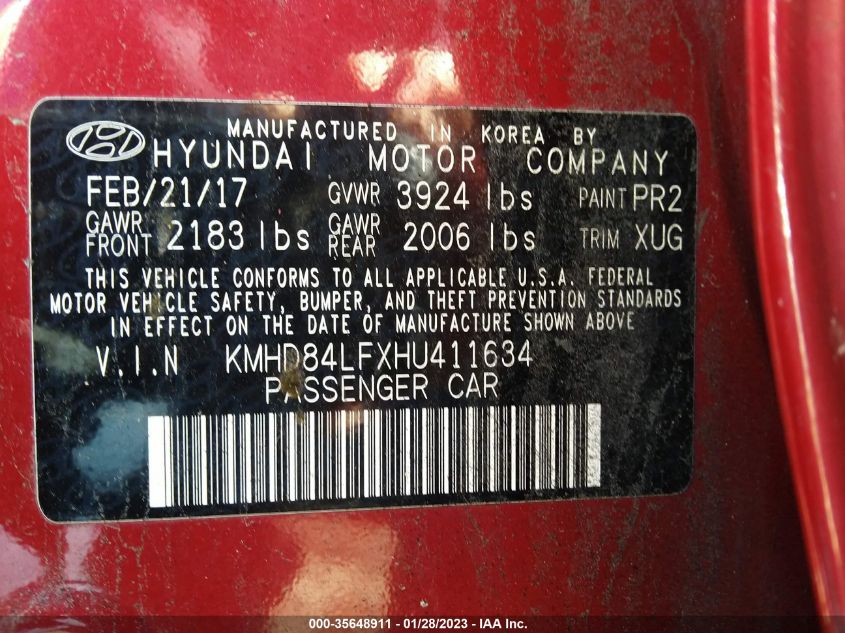 MANUFACTURED IN KOREA BY
HYUNDAI MOTOR COMPANY
FEB/21/17 GVWR 3924 lbs PAINT PR2
GAWR FRONT 2183 lbs GAWR REAR 2006 lbs TRIM XUG
THIS VEHICLE CONFORMS TO ALL APPLICABLE U.S.A. FEDERAL
MOTOR VEHICLE SAFETY, BUMPER, AND THEFT PREVENTION STANDARDS
IN EFFECT ON THE DATE OF MANUFACTURE SHOWN ABOVE
V.I.N KMHD84LFXHU411634
PASSENGER CAR
000-35648911 - 01/28/2023 - IAA Inc.